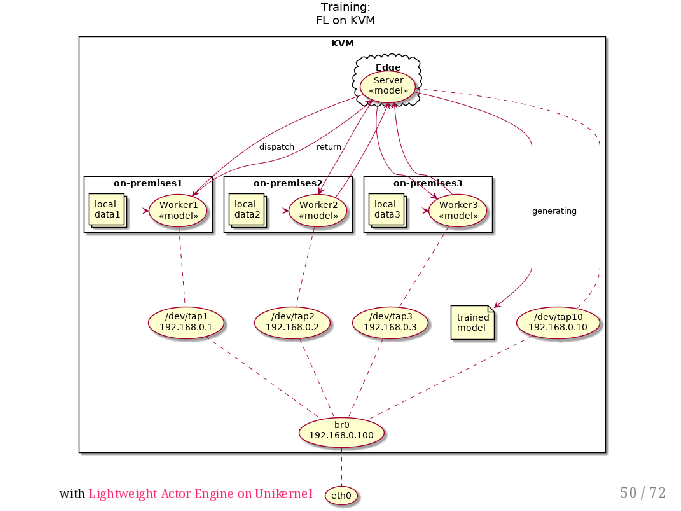 Training:
FL on KVM
KVM
Edge
Server
«model»
dispatch
return
on-premises1
on-premises2
on-premises3
local
data1
Worker1
«model»
local
data2
Worker2
«model»
local
data3
Worker3
«model»
generating
/dev/tap1
192.168.0.1
/dev/tap2
192.168.0.2
/dev/tap3
192.168.0.3
trained
model
/dev/tap10
192.168.0.10
br0
192.168.0.100
with Lightweight Actor Engine on Unikernel
eth0
50 / 72